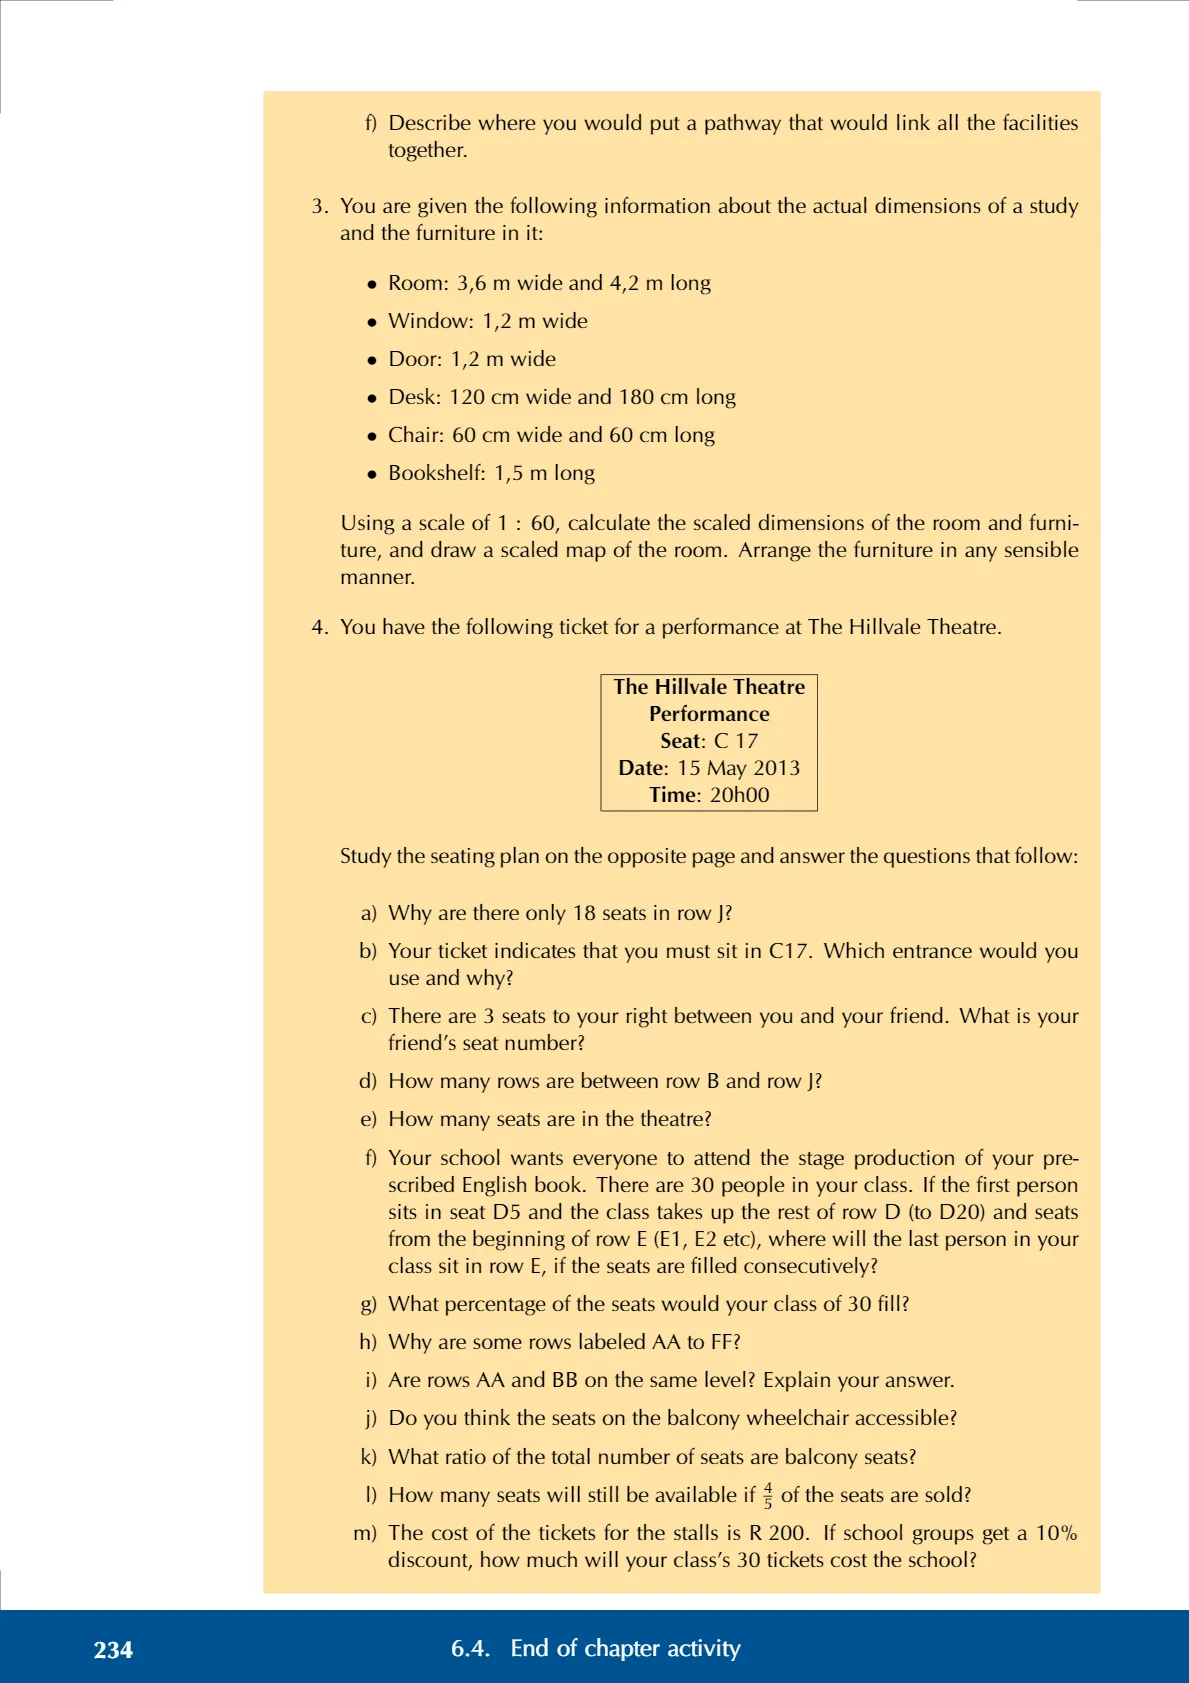 f) Describe where you would put a pathway that would link all the facilities
together.
3. You are given the following information about the actual dimensions of a study
and the furniture in it:
• Room: 3,6 m wide and 4,2 m long
• Window: 1,2 m wide
• Door: 1,2 m wide
• Desk: 120 cm wide and 180 cm long
• Chair: 60 cm wide and 60 cm long
• Bookshelf: 1,5 m long
Using a scale of 1 : 60, calculate the scaled dimensions of the room and furni-
ture, and draw a scaled map of the room. Arrange the furniture in any sensible
manner.
4. You have the following ticket for a performance at The Hillvale Theatre.
The Hillvale Theatre
Performance
Seat: C 17
Date: 15 May 2013
Time: 20h00
Study the seating plan on the opposite page and answer the questions that follow:
a) Why are there only 18 seats in row J?
b) Your ticket indicates that you must sit in C17. Which entrance would you
use and why?
c) There are 3 seats to your right between you and your friend. What is your
friend's seat number?
d) How many rows are between row B and row J?
e) How many seats are in the theatre?
f) Your school wants everyone to attend the stage production of your pre-
scribed English book. There are 30 people in your class. If the first person
sits in seat D5 and the class takes up the rest of row D (to D20) and seats
from the beginning of row E (E1, E2 etc), where will the last person in your
class sit in row E, if the seats are filled consecutively?
g) What percentage of the seats would your class of 30 fill?
h) Why are some rows labeled AA to FF?
i) Are rows AA and BB on the same level? Explain your answer.
j) Do you think the seats on the balcony wheelchair accessible?
k) What ratio of the total number of seats are balcony seats?
l) How many seats will still be available if 4/5 of the seats are sold?
m) The cost of the tickets for the stalls is R 200. If school groups get a 10%
discount, how much will your class's 30 tickets cost the school?
234 6.4. End of chapter activity